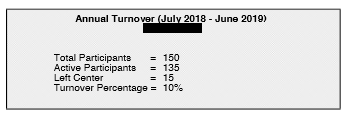 Annual Turnover (July 2018 - June 2019)
Total Participants = 150
Active Participants = 135
Left Center = 15
Turnover Percentage = 10%